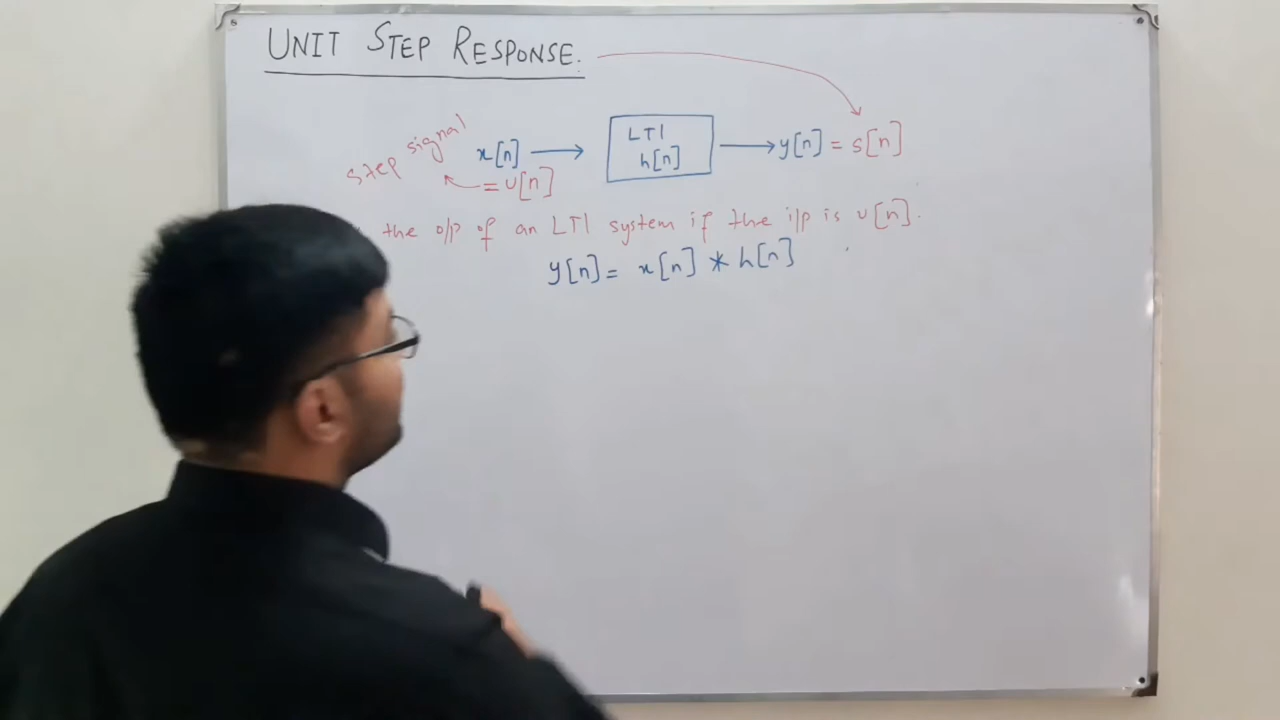 UNIT STEP RESPONSE.
step signal
x[n] → LTI h[n] → y[n] = s[n]
= u[n]
the o/p of an LTI system if the i/p is u[n].
y[n] = x[n] * h[n]